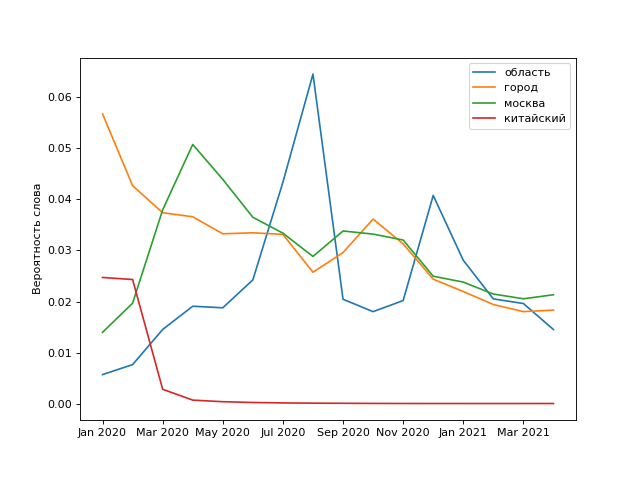 область
город
москва
китайский
Вероятность слова
0.06
0.05
0.04
0.03
0.02
0.01
0.00
Jan 2020 Mar 2020 May 2020 Jul 2020 Sep 2020 Nov 2020 Jan 2021 Mar 2021